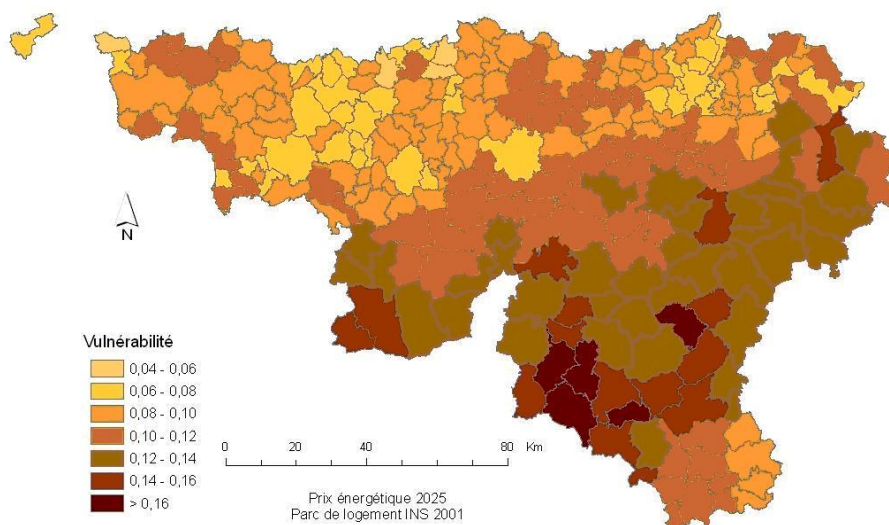 N
Vulnérabilité
0,04 - 0,06
0,06 - 0,08
0,08 - 0,10
0,10 - 0,12
0,12 - 0,14
0,14 - 0,16
> 0,16
0 20 40 60 80 Km
Prix énergétique 2025
Parc de logement INS 2001